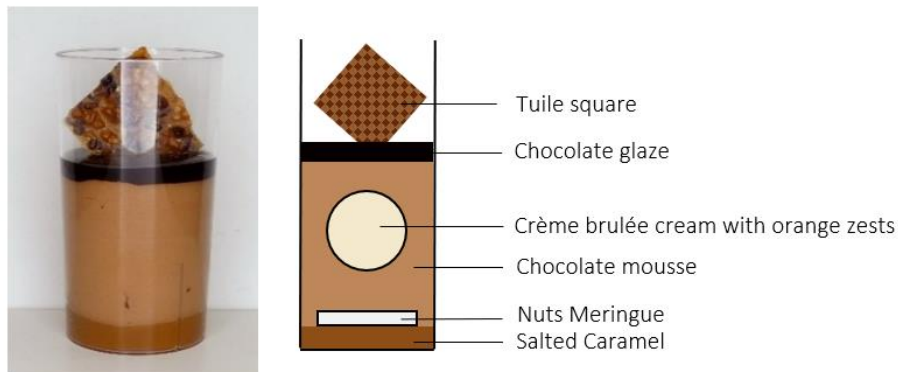 Tuile square
Chocolate glaze
Crème brulée cream with orange zests
Chocolate mousse
Nuts Meringue
Salted Caramel